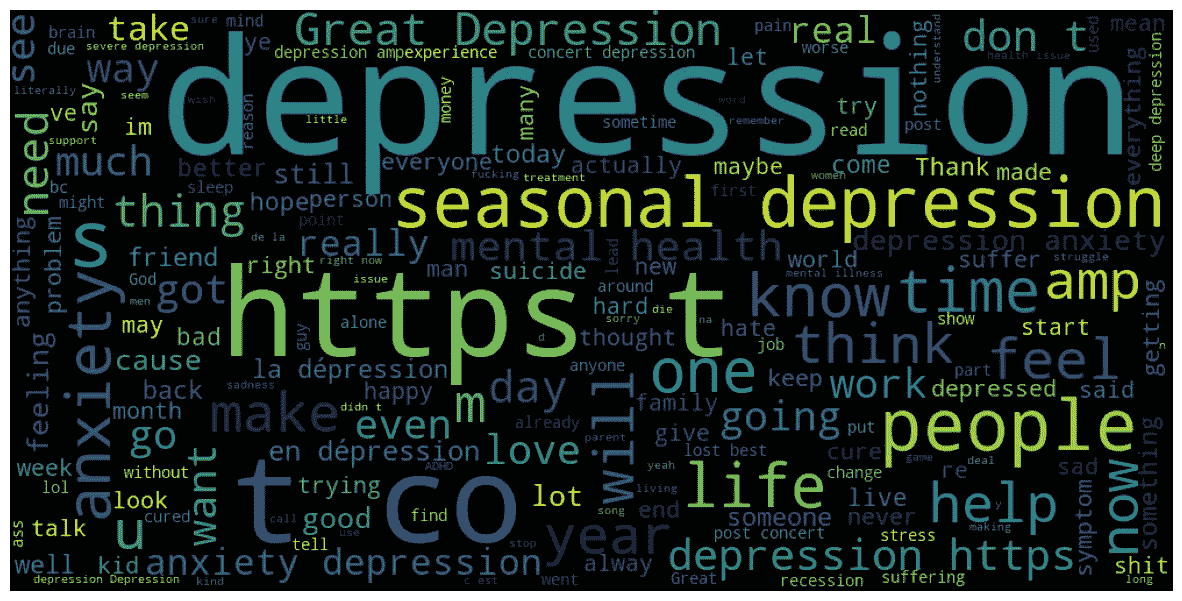 depression
https t
t co
seasonal depression
people
Great Depression
take
way
see
brain
due
severe depression
literally
ye
depression ampexperience
concert depression
sure
mind
pain
real
worse
let
don t
mean
used
understand
health issue
nothing
everything
deep depression
say
seem
wish
reason
little
money
many
sometime
word
remember
try
read
post
need
ve
im
support
much
better
everyone
today
actually
maybe
come
Thank
made
bc
might
sleep
still
fucking
treatment
women
first
thing
hope
person
point
s
anxiety
anything
problem
friend
de la
right now
really
mental health
lead
depression anxiety
God
got
right
issue
man
suicide
new
world
suffer
mental illness
struggle
men
around
hard
die
know
time
amp
may
bad
guy
alone
sorry
na
show
start
getting
thought
hate
job
think
feel
cause
la dépression
a
anyone
part
n
feeling
back
sadness
happy
day
one
keep
work
depressed
said
month
make
didn t
m
already
will
family
going
put
go
even
parent
give
cure
game
week
en dépression
love
yeah
lost best
re
deal
sad
something
lol
without
want
trying
lot
living
life
change
live
help
now
look
cured
u
ass
talk
good
find
ADHD
song
end
someone
never
y
symptom
call
use
tell
stop
year
post concert
stress
making
well
kid
anxiety depression
alway
depression https
shit
depression Depression
kind
c est
went
Great
recession
suffering
long